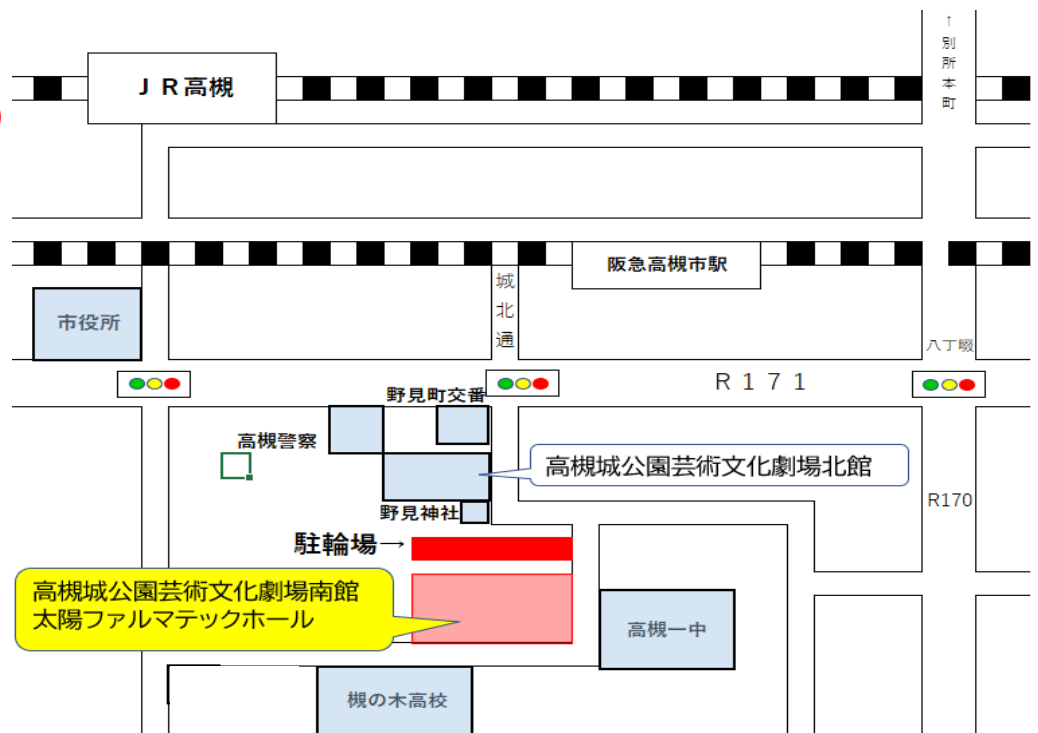 ↑別所本町
ＪＲ高槻
阪急高槻市駅
城北通
市役所
八丁畷
Ｒ１７１
野見町交番
高槻警察
高槻城公園芸術文化劇場北館
R170
野見神社
駐輪場→
高槻城公園芸術文化劇場南館
太陽ファルマテックホール
高槻一中
槻の木高校